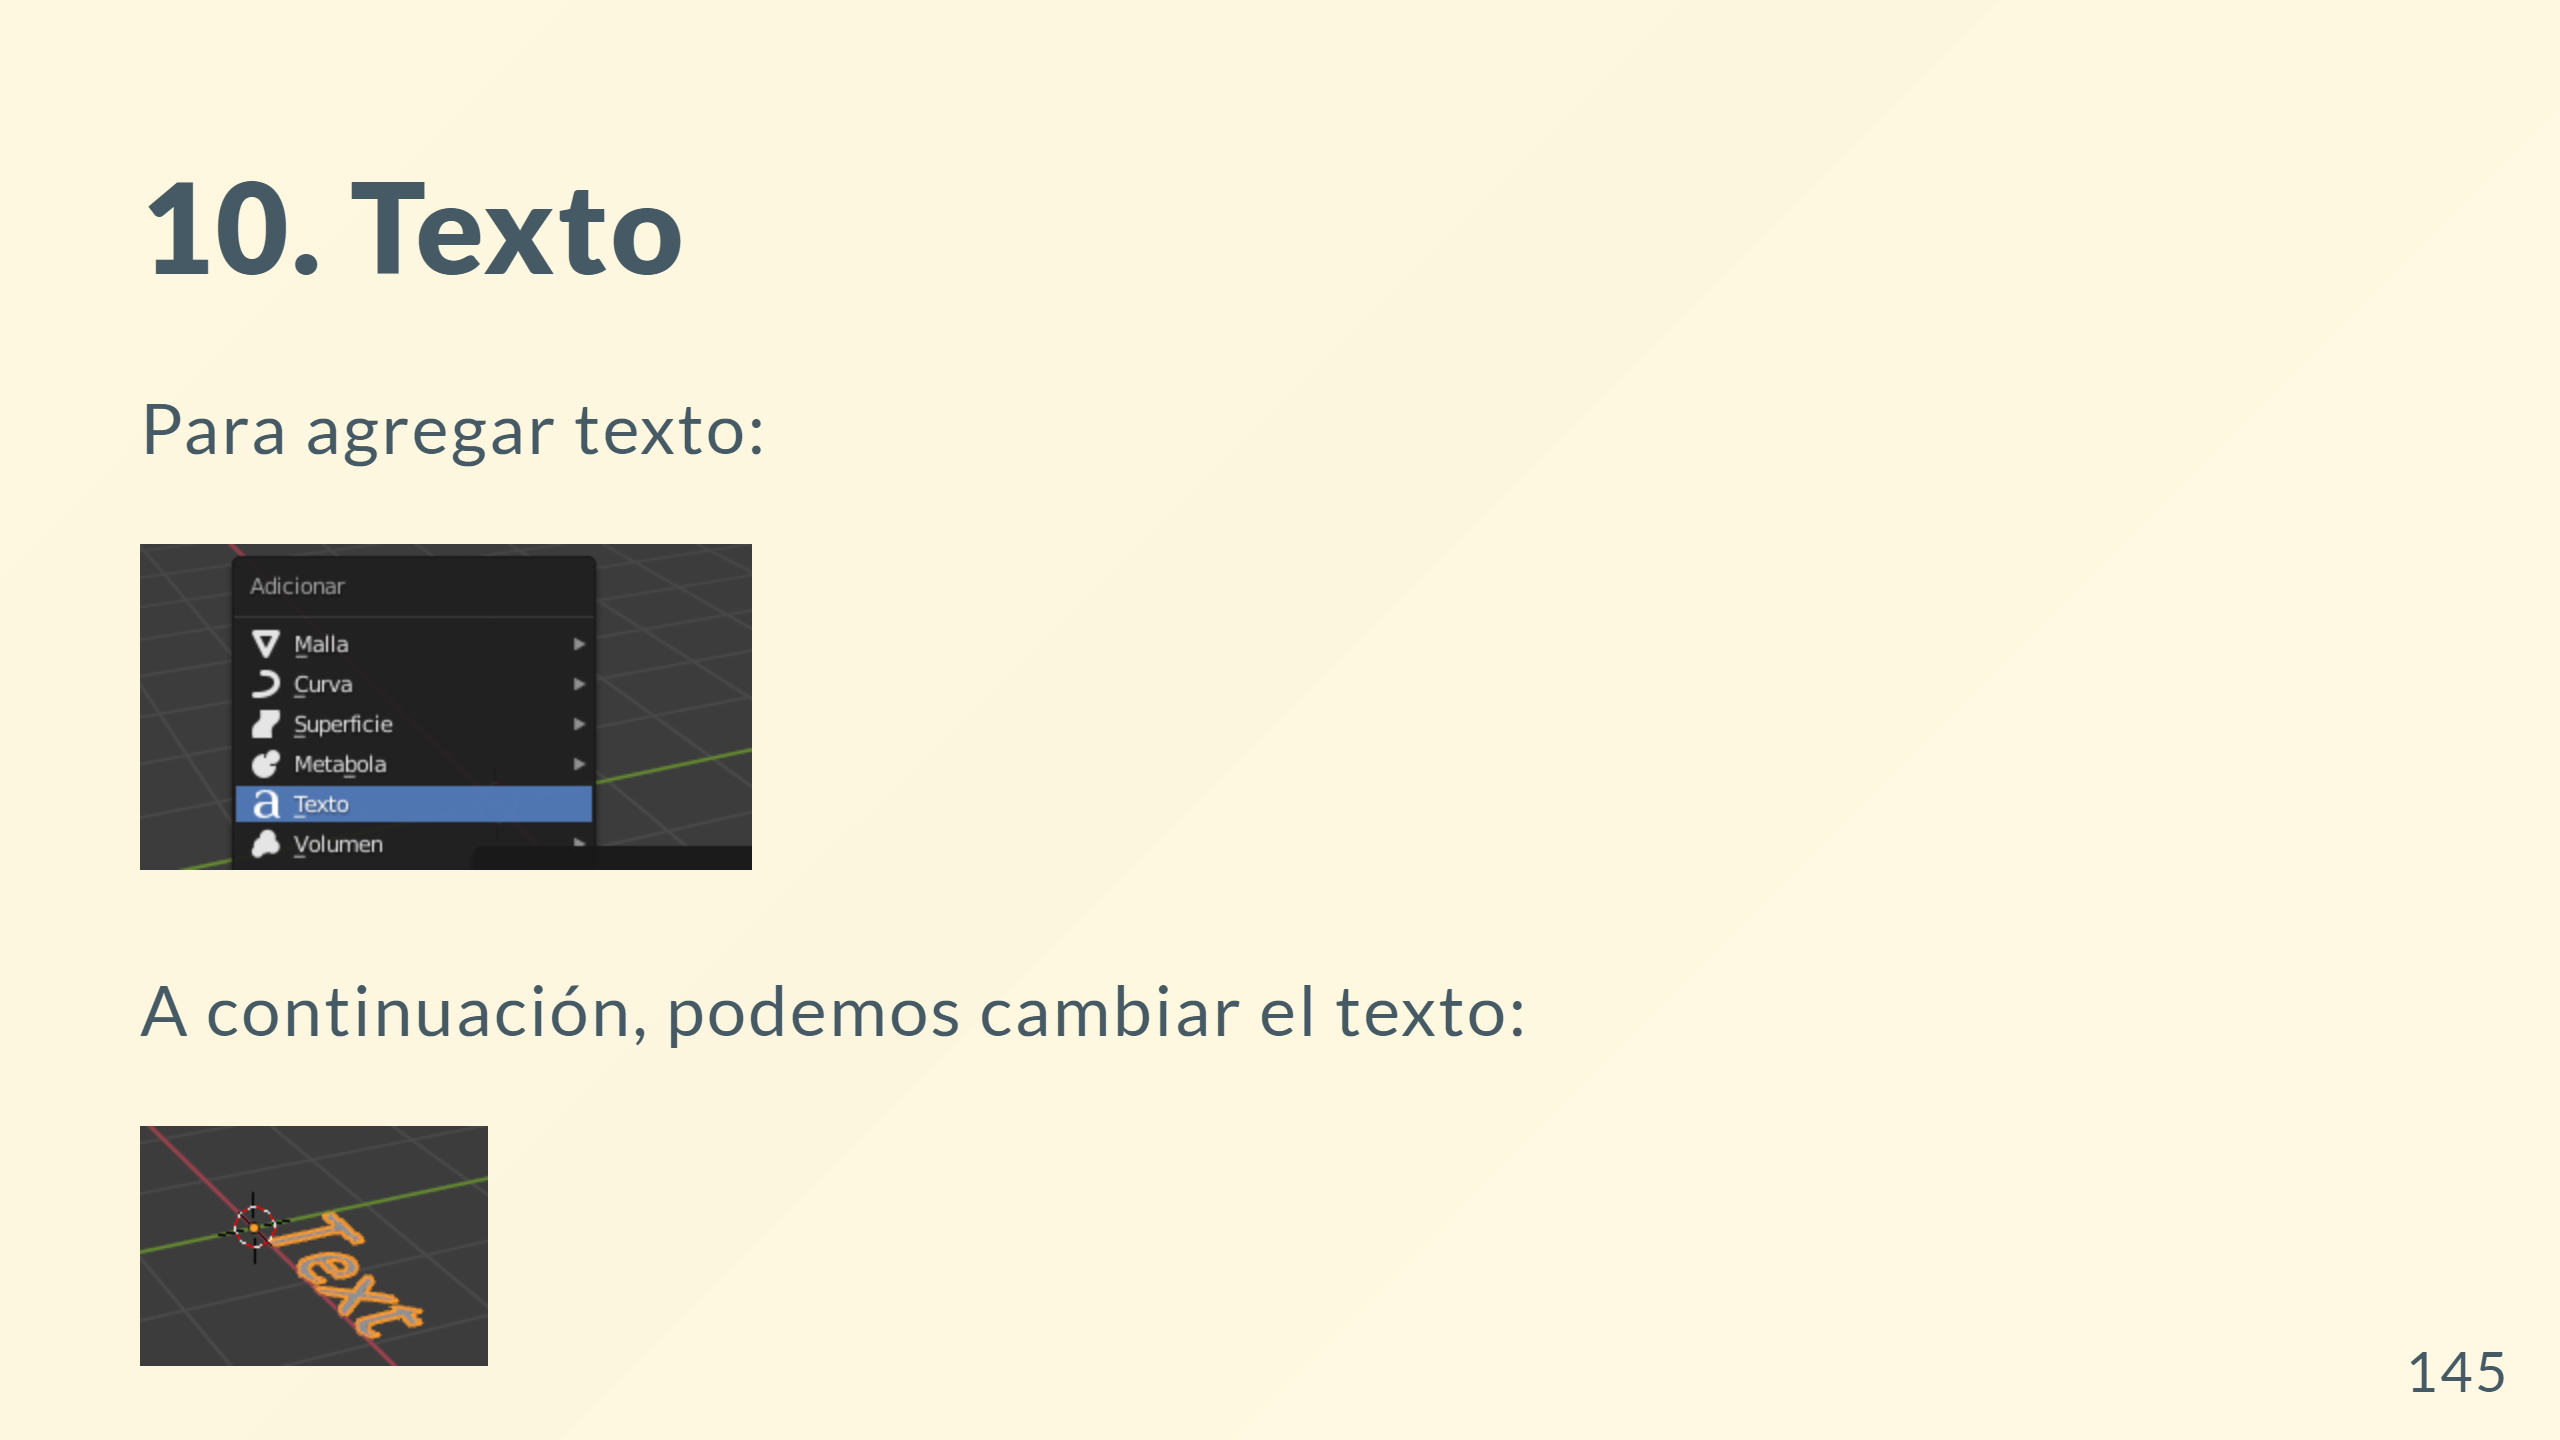 10. Texto
Para agregar texto:
Adicionar
Malla
Curva
Superficie
Metabola
a Texto
Volumen
A continuación, podemos cambiar el texto:
Text
145